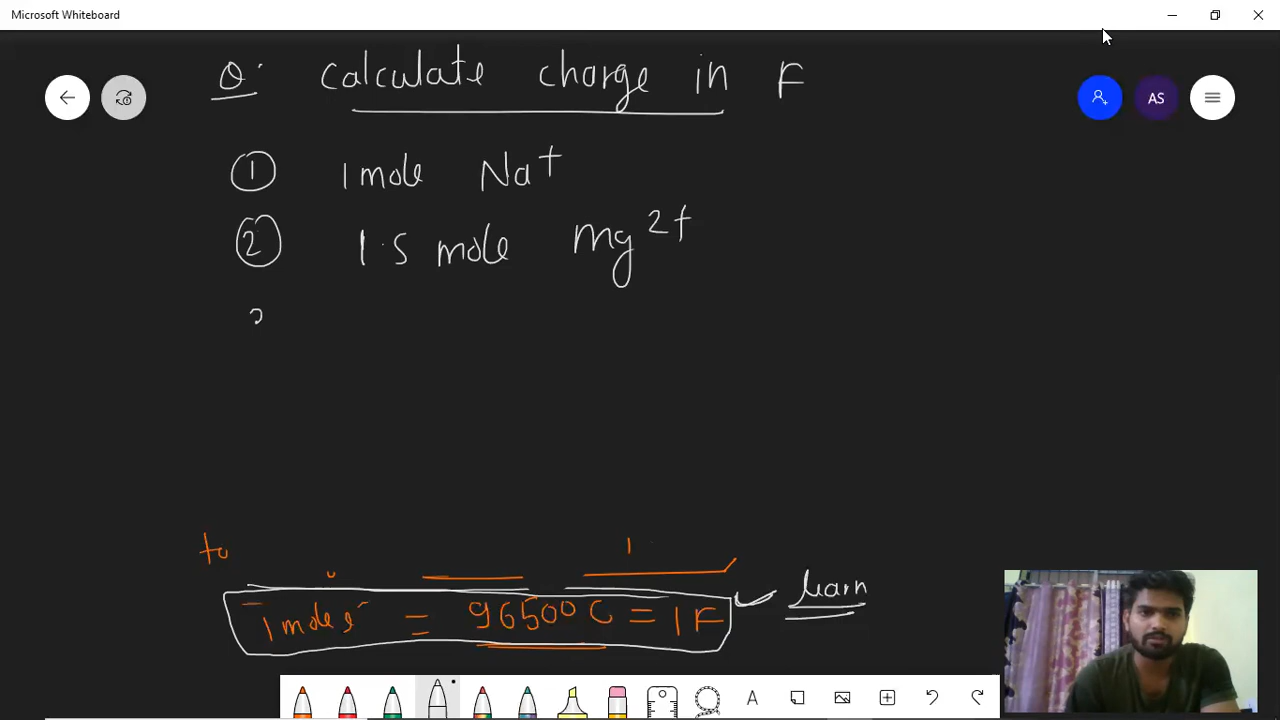 Microsoft Whiteboard
Q. Calculate charge in F
AS
① 1 mole Na⁺
② 1.5 mole mg²⁺
to
1 mole e⁻ = 96500 C = 1 F
learn
A